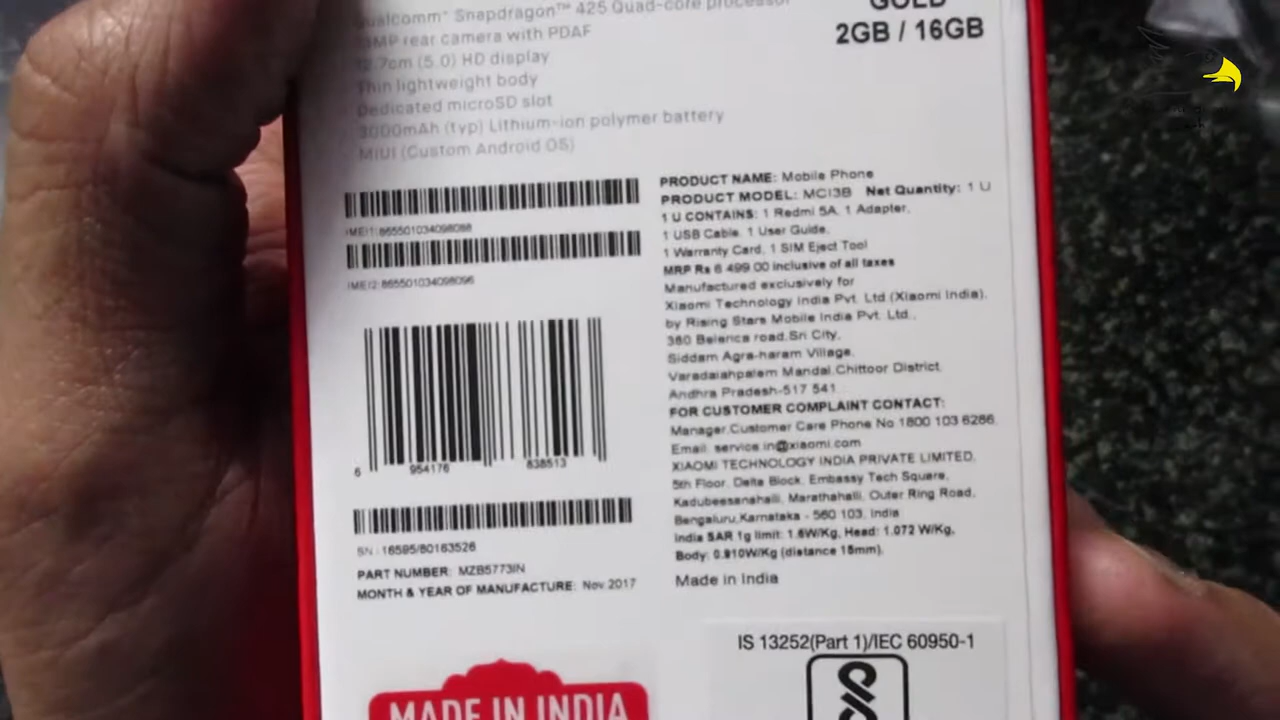 Qualcomm® Snapdragon™ 425 Quad-core processor
13MP rear camera with PDAF
12.7cm (5.0) HD display
Thin lightweight body
Dedicated microSD slot
3000mAh (typ) Lithium-ion polymer battery
MIUI (Custom Android OS)
GOLD
2GB / 16GB
IMEI1:865501034098088
IMEI2:865501034098096
6 954176 838513
SN: 16595/80163526
PART NUMBER: MZB5773IN
MONTH & YEAR OF MANUFACTURE: Nov 2017
MADE IN INDIA
PRODUCT NAME: Mobile Phone
PRODUCT MODEL: MCI3B Net Quantity: 1 U
1 U CONTAINS: 1 Redmi 5A, 1 Adapter,
1 USB Cable, 1 User Guide,
1 Warranty Card, 1 SIM Eject Tool
MRP Rs 6,499.00 inclusive of all taxes
Manufactured exclusively for
Xiaomi Technology India Pvt. Ltd (Xiaomi India),
by Rising Stars Mobile India Pvt. Ltd.,
380 Belerica road,Sri City,
Siddam Agra-haram Village,
Varadaiahpalem Mandal,Chittoor District,
Andhra Pradesh-517 541
FOR CUSTOMER COMPLAINT CONTACT:
Manager,Customer Care Phone No.1800 103 6286
Email: service.in@xiaomi.com
XIAOMI TECHNOLOGY INDIA PRIVATE LIMITED,
5th Floor, Delta Block, Embassy Tech Square,
Kadubeesanahalli, Marathahalli, Outer Ring Road,
Bengaluru,Karnataka - 560 103, India
India SAR 1g limit: 1.6W/Kg, Head: 1.072 W/Kg,
Body: 0.910W/Kg (distance 15mm).
Made in India
IS 13252(Part 1)/IEC 60950-1